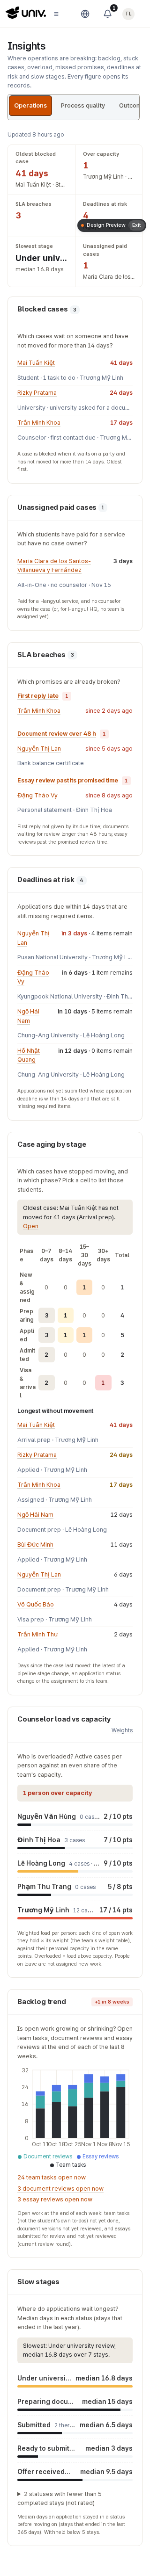 univ.
1
TL
Insights
Where operations are breaking: backlog, stuck
cases, overload, missed promises, deadlines at
risk and slow stages. Every figure opens its
records.
Operations
Process quality
Outcom
Updated 8 hours ago
Oldest blocked
case
41 days
Mai Tuấn Kiệt · St...
Over capacity
1
Trương Mỹ Linh · ...
SLA breaches
3
Deadlines at risk
4
Design Preview
Exit
Slowest stage
Under univ...
median 16.8 days
Unassigned paid
cases
1
Maria Clara de los...
Blocked cases 3
Which cases wait on someone and have
not moved for more than 14 days?
Mai Tuấn Kiệt 41 days
Student · 1 task to do · Trương Mỹ Linh
Rizky Pratama 24 days
University · university asked for a docu...
Trần Minh Khoa 17 days
Counselor · first contact due · Trương M...
A case is blocked when it waits on a party and
has not moved for more than 14 days. Oldest
first.
Unassigned paid cases 1
Which students have paid for a service
but have no case owner?
Maria Clara de los Santos- 3 days
Villanueva y Fernández
All-in-One · no counselor · Nov 15
Paid for a Hangyul service, and no counselor
owns the case (or, for Hangyul HQ, no team is
assigned yet).
SLA breaches 3
Which promises are already broken?
First reply late 1
Trần Minh Khoa since 2 days ago
Document review over 48 h 1
Nguyễn Thị Lan since 5 days ago
Bank balance certificate
Essay review past its promised time 1
Đặng Thảo Vy since 8 days ago
Personal statement · Đinh Thị Hoa
First reply not given by its due time, documents
waiting for review longer than 48 hours, essay
reviews past the promised review time.
Deadlines at risk 4
Applications due within 14 days that are
still missing required items.
Nguyễn Thị in 3 days · 4 items remain
Lan
Pusan National University · Trương Mỹ L...
Đặng Thảo in 6 days · 1 item remains
Vy
Kyungpook National University · Đinh Th...
Ngô Hải in 10 days · 5 items remain
Nam
Chung-Ang University · Lê Hoàng Long
Hồ Nhật in 12 days · 0 items remain
Quang
Chung-Ang University · Lê Hoàng Long
Applications not yet submitted whose application
deadline is within 14 days and that are still
missing required items.
Case aging by stage
Which cases have stopped moving, and
in which phase? Pick a cell to list those
students.
Oldest case: Mai Tuấn Kiệt has not
moved for 41 days (Arrival prep).
Open
Phas
e
0–7
days
8–14
days
15–
30
days
30+
days
Total
New
&
assig
ned
0 0 1 0 1
Prep
aring
3 1 0 0 4
Appli
ed
3 1 1 0 5
Admit
ted
2 0 0 0 2
Visa
&
arriva
l
2 0 0 1 3
Longest without movement
Mai Tuấn Kiệt 41 days
Arrival prep · Trương Mỹ Linh
Rizky Pratama 24 days
Applied · Trương Mỹ Linh
Trần Minh Khoa 17 days
Assigned · Trương Mỹ Linh
Ngô Hải Nam 12 days
Document prep · Lê Hoàng Long
Bùi Đức Minh 11 days
Applied · Trương Mỹ Linh
Nguyễn Thị Lan 6 days
Document prep · Trương Mỹ Linh
Võ Quốc Bảo 4 days
Visa prep · Trương Mỹ Linh
Trần Minh Thư 2 days
Applied · Trương Mỹ Linh
Days since the case last moved: the latest of a
pipeline stage change, an application status
change or the assignment to this team.
Counselor load vs capacity
Weights
Who is overloaded? Active cases per
person against an even share of the
team's capacity.
1 person over capacity
Nguyễn Văn Hùng 0 cas... 2 / 10 pts
Đinh Thị Hoa 3 cases 7 / 10 pts
Lê Hoàng Long 4 cases · ... 9 / 10 pts
Phạm Thu Trang 0 cases 5 / 8 pts
Trương Mỹ Linh 12 ca... 17 / 14 pts
Weighted load per person: each kind of open work
they hold × its weight (the team's weight table),
against their personal capacity in the same
points. Overloaded = load above capacity. People
on leave are not assigned new work.
Backlog trend
+1 in 8 weeks
Is open work growing or shrinking? Open
team tasks, document reviews and essay
reviews at the end of each of the last 8
weeks.
32
24
16
8
0
Oct 11 Oct 18 Oct 25 Nov 1 Nov 8 Nov 15
Document reviews
Essay reviews
Team tasks
24 team tasks open now
3 document reviews open now
3 essay reviews open now
Open work at the end of each week: team tasks
(not the student's own to-do) not yet done,
document versions not yet reviewed, and essays
submitted for review and not yet completed
(current review round).
Slow stages
Where do applications wait longest?
Median days in each status (stays that
ended in the last year).
Slowest: Under university review,
median 16.8 days over 7 stays.
Under universi... median 16.8 days
Preparing docu... median 15 days
Submitted 2 ther... median 6.5 days
Ready to submit... median 3 days
Offer received... median 9.5 days
2 statuses with fewer than 5
completed stays (not rated)
Median days an application stayed in a status
before moving on (stays that ended in the last
365 days). Withheld below 5 stays.